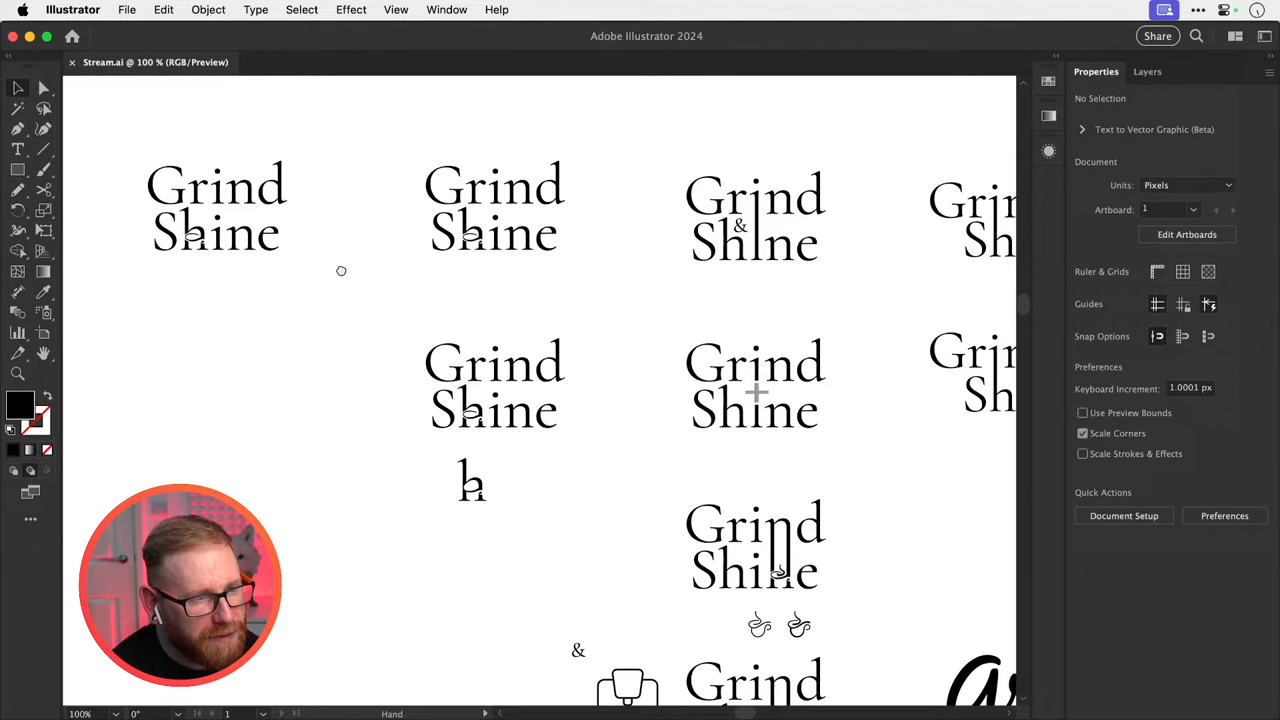 Illustrator File Edit Object Type Select Effect View Window Help
Adobe Illustrator 2024
Share
Stream.ai @ 100 % (RGB/Preview)
Properties Layers
No Selection
Text to Vector Graphic (Beta)
Document
Units: Pixels
Artboard: 1
Edit Artboards
Ruler & Grids
Guides
Snap Options
Preferences
Keyboard Increment: 1.0001 px
Use Preview Bounds
Scale Corners
Scale Strokes & Effects
Quick Actions
Document Setup Preferences
Grind
Shine
Grind
Shine
Grind
&
Shine
Grin
Sh
Grind
Shine
Grind
Shine
Grin
Sh
h
Grind
Shine
&
Grind
100% 0° 1 Hand